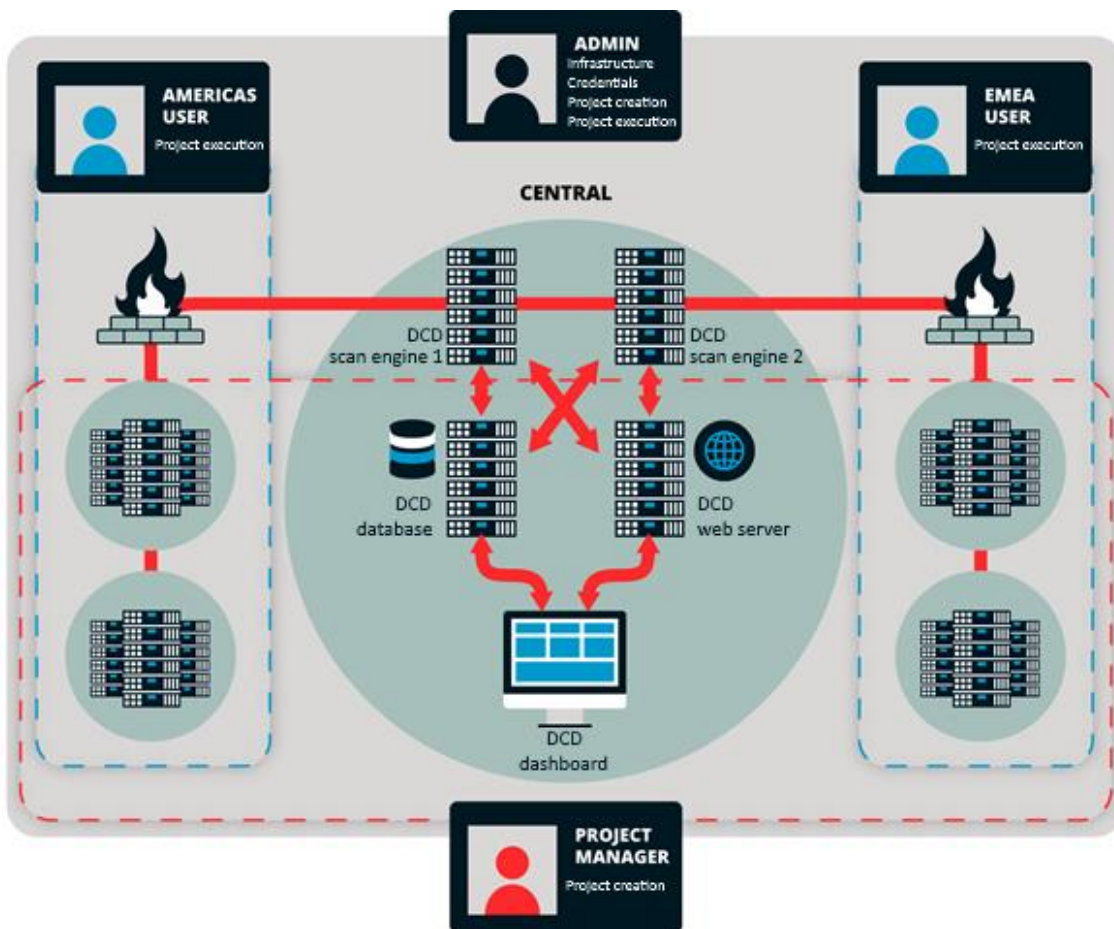 ADMIN
Infrastructure
Credentials
Project creation
Project execution
AMERICAS
USER
Project execution
EMEA
USER
Project execution
CENTRAL
DCD
scan engine 1
DCD
scan engine 2
DCD
database
DCD
web server
DCD
dashboard
PROJECT
MANAGER
Project creation